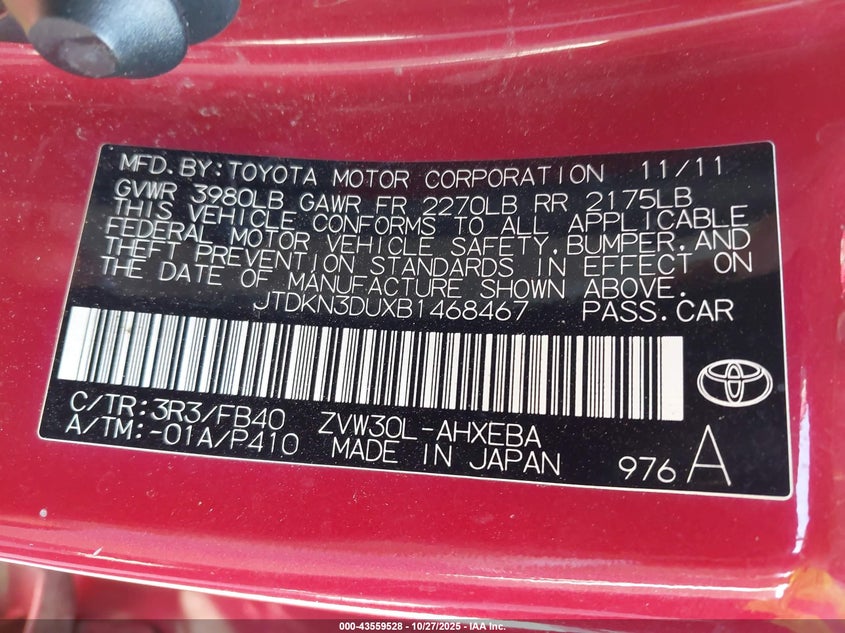 MFD.BY:TOYOTA MOTOR CORPORATION 11/11
GVWR 3980LB GAWR FR 2270LB RR 2175LB
THIS VEHICLE CONFORMS TO ALL APPLICABLE
FEDERAL MOTOR VEHICLE SAFETY,BUMPER,AND
THEFT PREVENTION STANDARDS IN EFFECT ON
THE DATE OF MANUFACTURE SHOWN ABOVE.
JTDKN3DUXB1468467 PASS.CAR
C/TR:3R3/FB40 ZVW30L-AHXEBA
A/TM:-01A/P410 MADE IN JAPAN
976 A
000-43559528 - 10/27/2025 - IAA Inc.